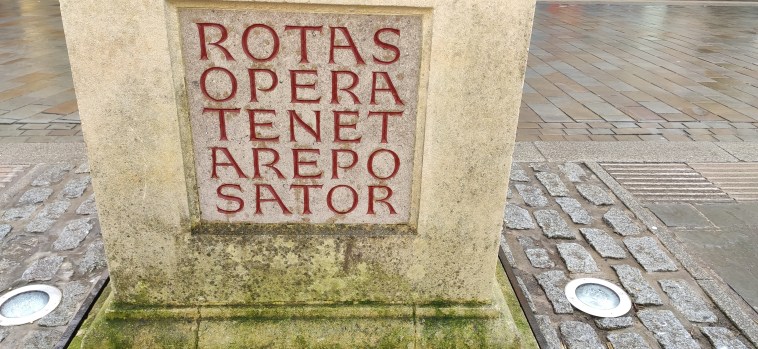 ROTAS
OPERA
TENET
AREPO
SATOR